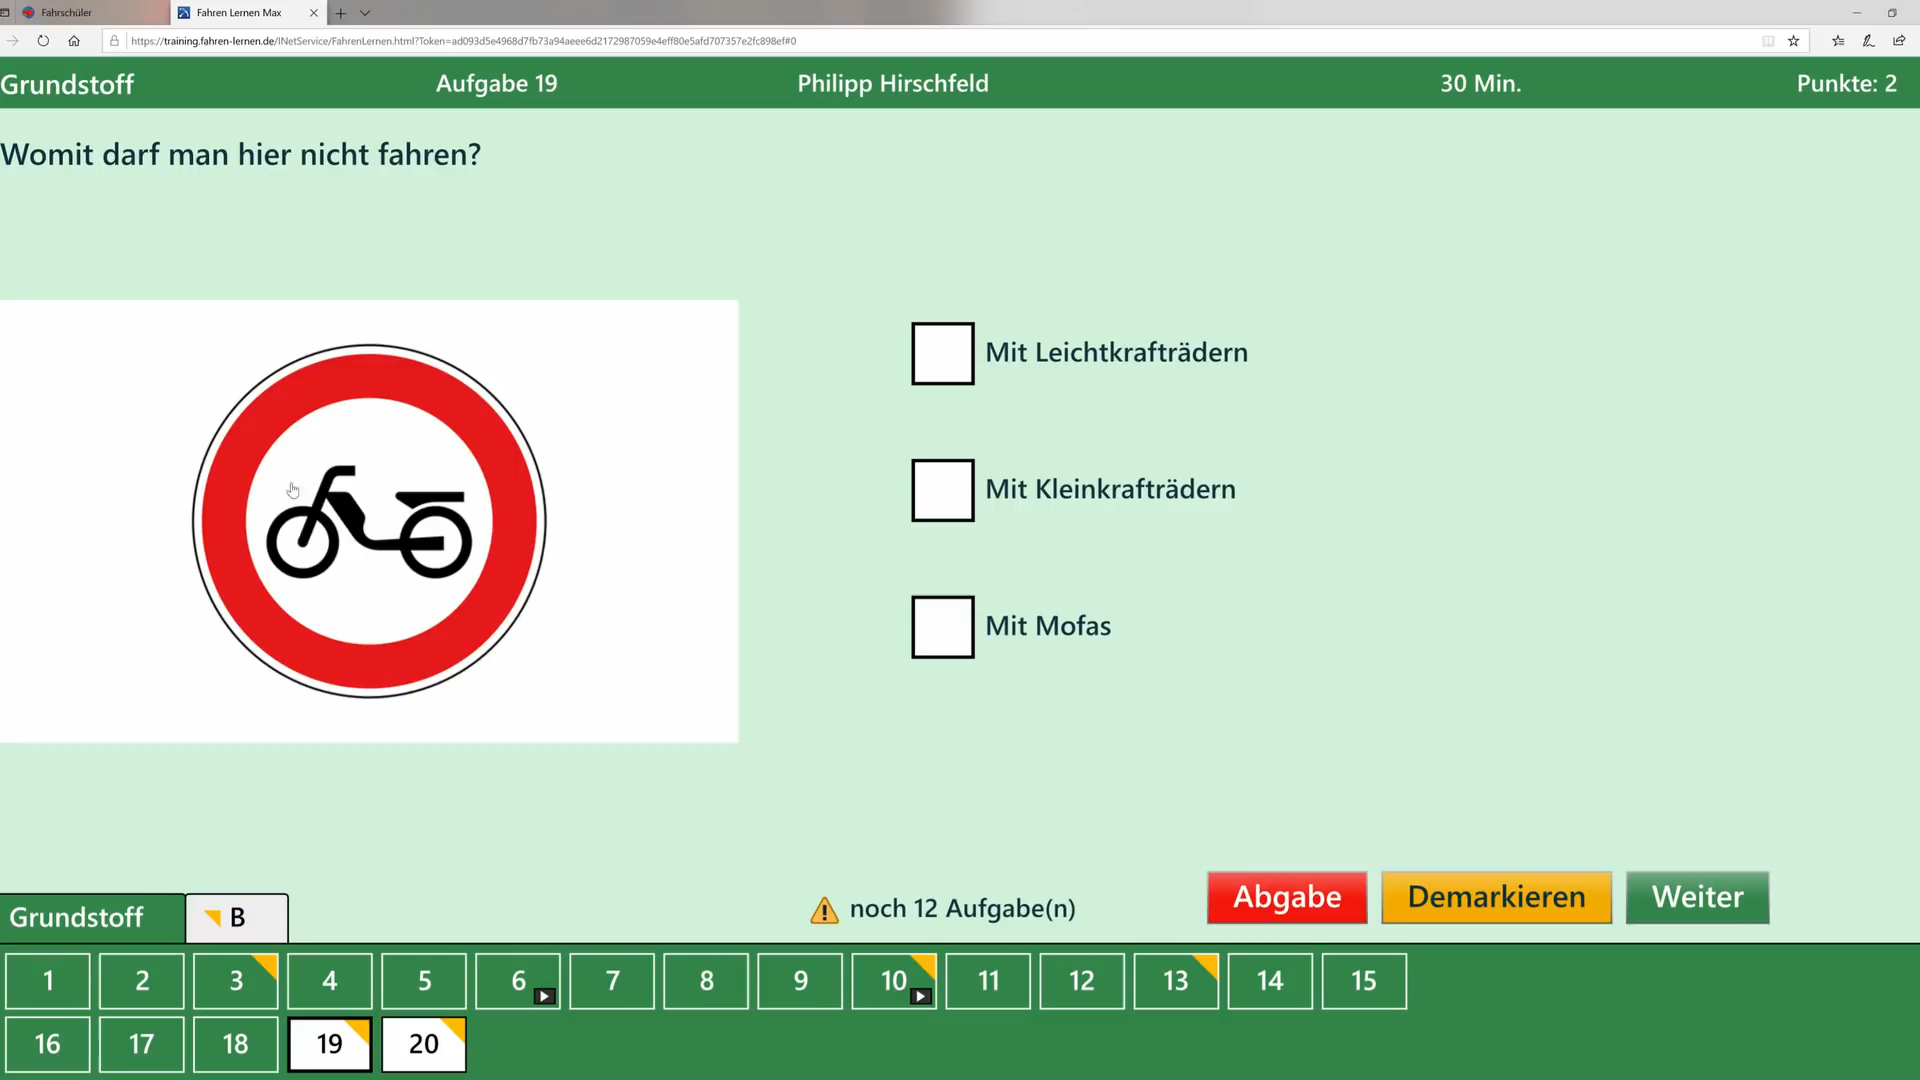 Fahrschüler
Fahren Lernen Max
https://training.fahren-lernen.de/INetService/FahrenLernen.html?Token=ad093d5e4968d7fb73a94aeee6d2172987059e4eff80e5afd707357e2fc898ef#0
Grundstoff Aufgabe 19 Philipp Hirschfeld 30 Min. Punkte: 2
Womit darf man hier nicht fahren?
Mit Leichtkrafträdern
Mit Kleinkrafträdern
Mit Mofas
Grundstoff B noch 12 Aufgabe(n) Abgabe Demarkieren Weiter
1 2 3 4 5 6 7 8 9 10 11 12 13 14 15
16 17 18 19 20